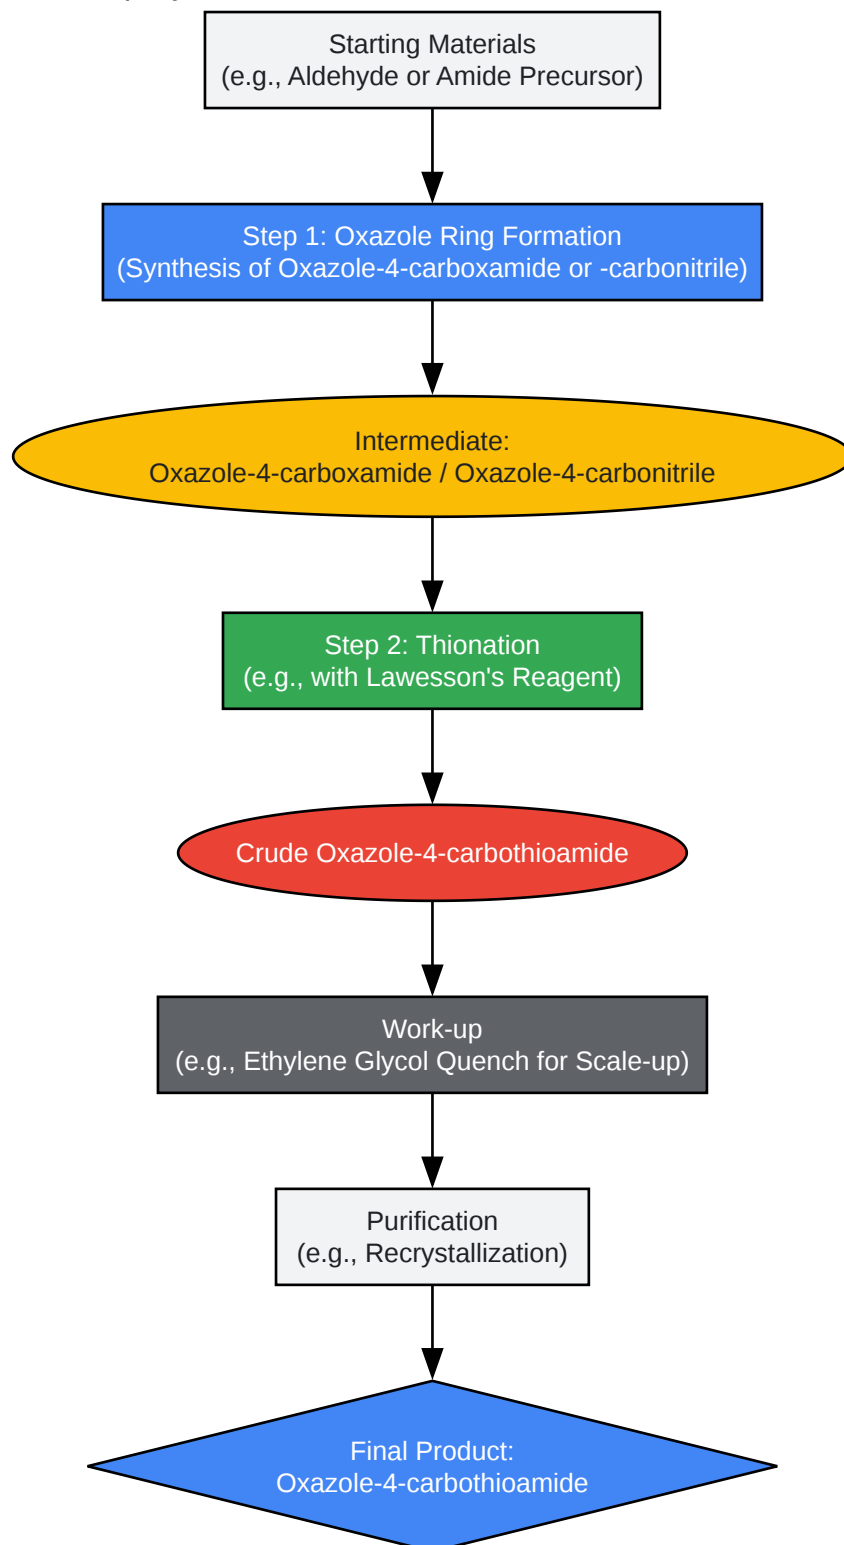 Starting Materials
(e.g., Aldehyde or Amide Precursor)
Step 1: Oxazole Ring Formation
(Synthesis of Oxazole-4-carboxamide or -carbonitrile)
Intermediate:
Oxazole-4-carboxamide / Oxazole-4-carbonitrile
Step 2: Thionation
(e.g., with Lawesson's Reagent)
Crude Oxazole-4-carbothioamide
Work-up
(e.g., Ethylene Glycol Quench for Scale-up)
Purification
(e.g., Recrystallization)
Final Product:
Oxazole-4-carbothioamide